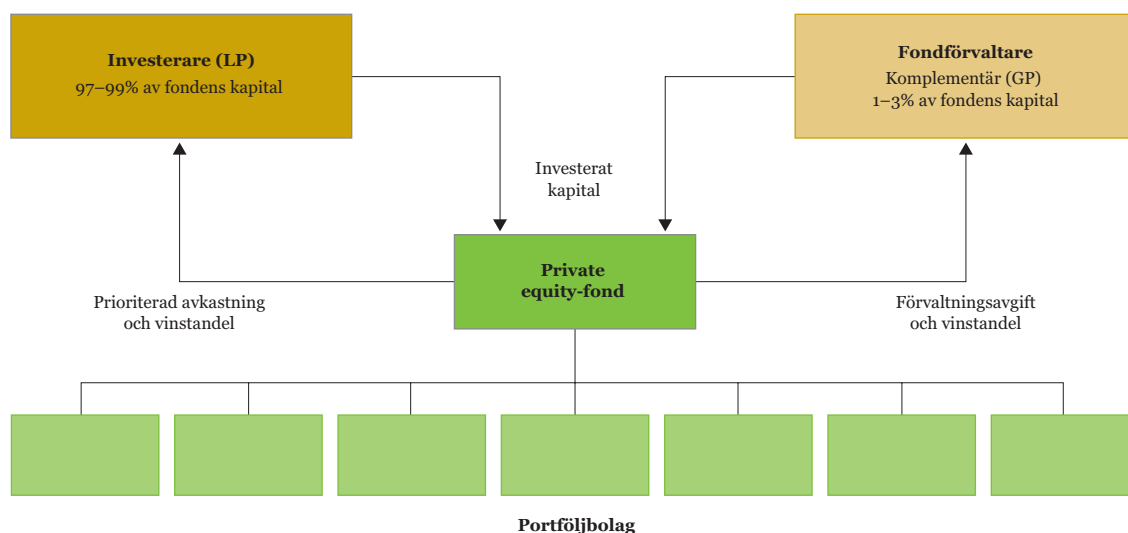 Investerare (LP)
97–99% av fondens kapital
Fondförvaltare
Komplementär (GP)
1–3% av fondens kapital
Investerat
kapital
Private
equity-fond
Prioriterad avkastning
och vinstandel
Förvaltningsavgift
och vinstandel
Portföljbolag